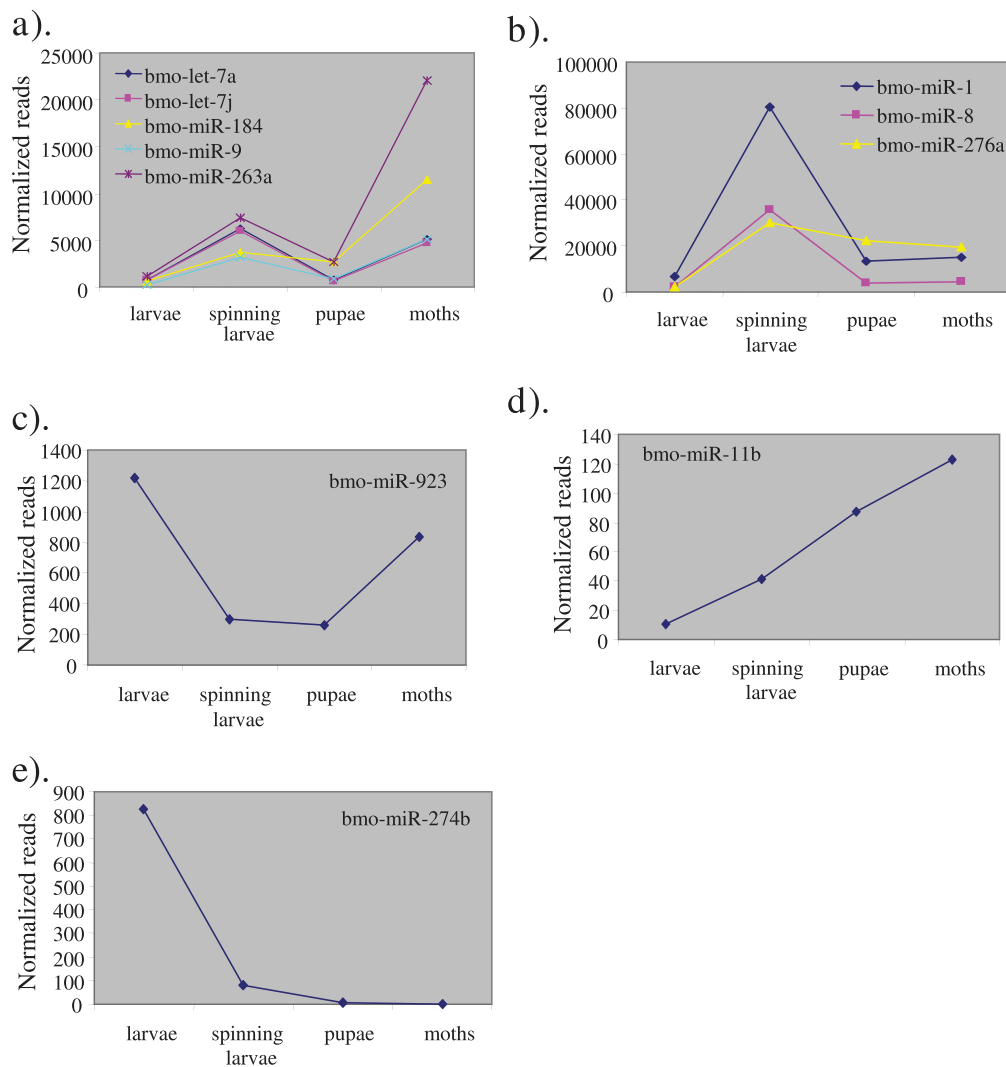 a).
Normalized reads
25000
20000
15000
10000
5000
0
bmo-let-7a
bmo-let-7j
bmo-miR-184
bmo-miR-9
bmo-miR-263a
larvae
spinning
larvae
pupae
moths
b).
Normalized reads
100000
80000
60000
40000
20000
0
bmo-miR-1
bmo-miR-8
bmo-miR-276a
larvae
spinning
larvae
pupae
moths
c).
Normalized reads
1400
1200
1000
800
600
400
200
0
bmo-miR-923
larvae
spinning
larvae
pupae
moths
d).
Normalized reads
140
120
100
80
60
40
20
0
bmo-miR-11b
larvae
spinning
larvae
pupae
moths
e).
Normalized reads
900
800
700
600
500
400
300
200
100
0
bmo-miR-274b
larvae
spinning
larvae
pupae
moths